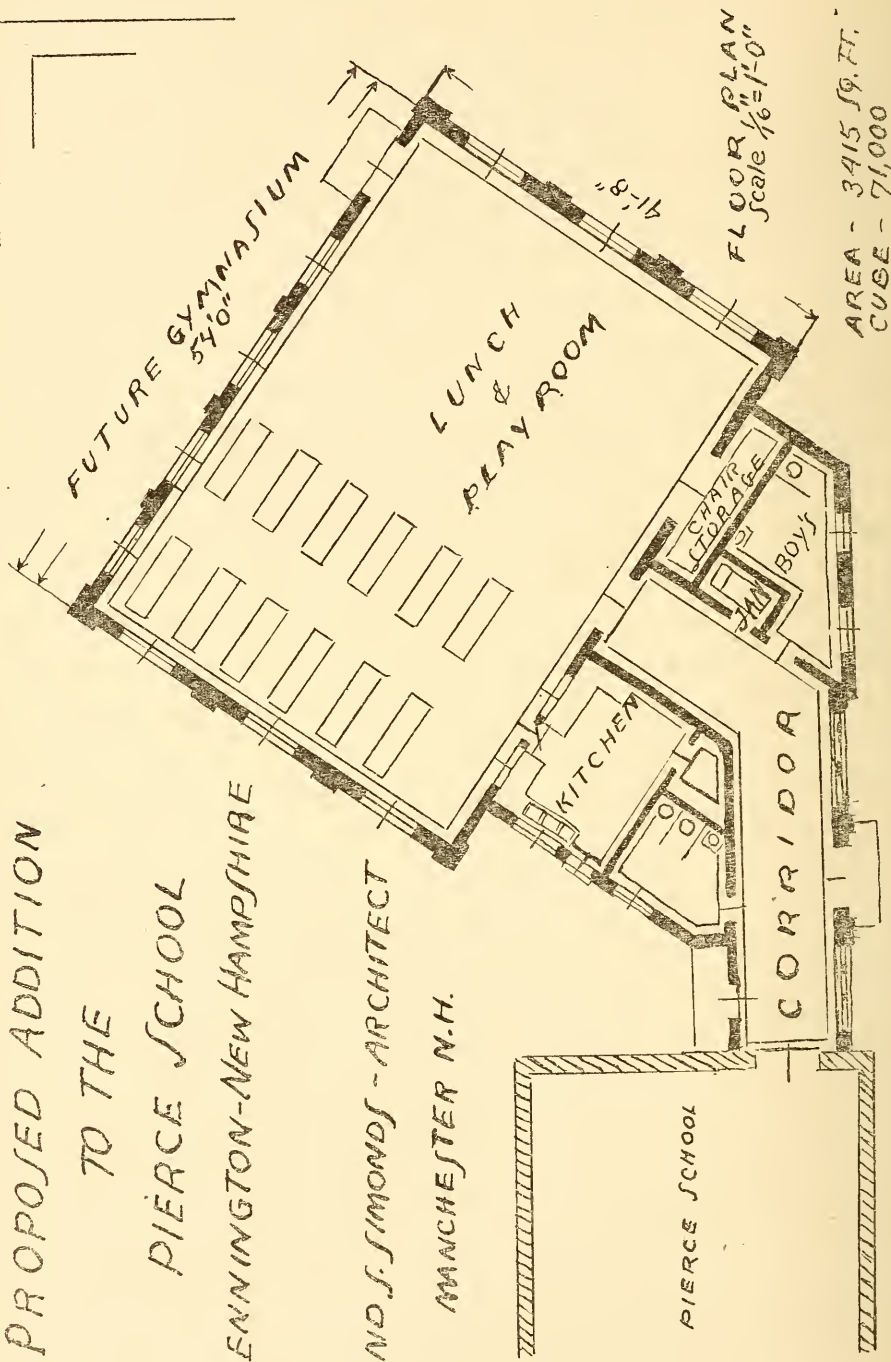 PROPOSED ADDITION
TO THE
PIERCE SCHOOL
ENNINGTON-NEW HAMPSHIRE
NO. S. SIMONDS - ARCHITECT
MANCHESTER N.H.
FUTURE GYMNASIUM
54'0"
LUNCH
&
PLAY ROOM
41'-8"
FLOOR PLAN
Scale 1/16" = 1'-0"
AREA - 3415 SQ. FT.
CUBE - 71,000
CHAIR
STORAGE
JAN
BOY'S
KITCHEN
CORRIDOR
PIERCE SCHOOL